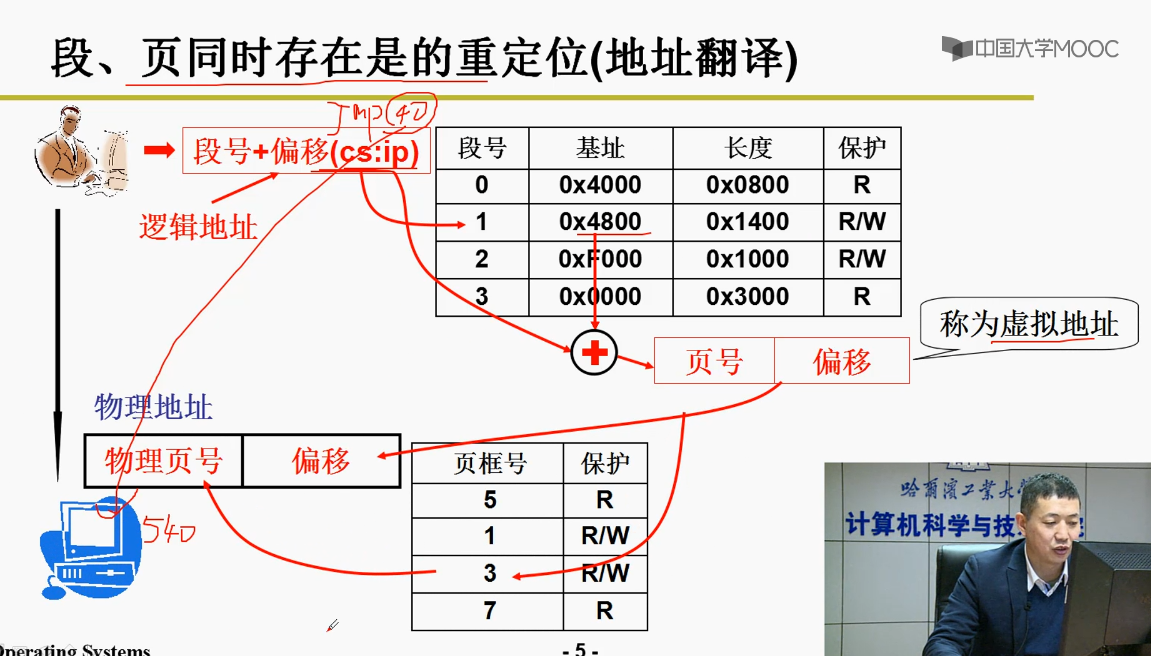 段、页同时存在是的重定位(地址翻译)
中国大学MOOC
Jmp 40
段号+偏移(cs:ip)
逻辑地址
段号 基址 长度 保护
0 0x4000 0x0800 R
1 0x4800 0x1400 R/W
2 0xF000 0x1000 R/W
3 0x0000 0x3000 R
称为虚拟地址
页号 偏移
物理地址
物理页号 偏移
页框号 保护
5 R
1 R/W
3 R/W
7 R
540
哈尔滨工业大学
计算机科学与技
Operating Systems
- 5 -